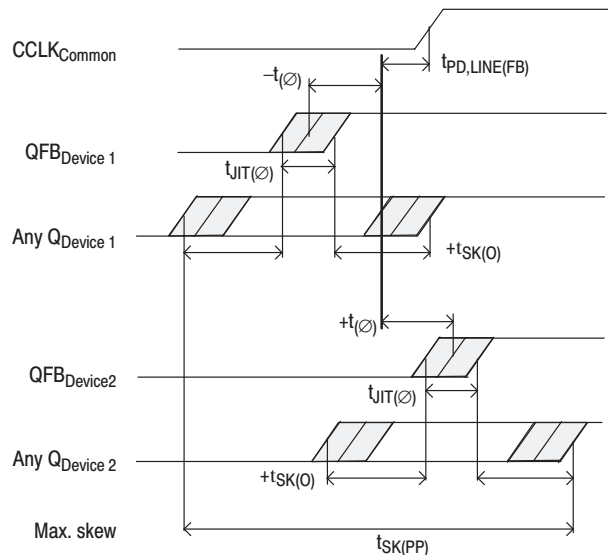 CCLKCommon
tPD,LINE(FB)
–t(∅)
QFBDevice 1
tJIT(∅)
Any QDevice 1
+tSK(O)
+t(∅)
QFBDevice2
tJIT(∅)
Any QDevice 2
+tSK(O)
Max. skew
tSK(PP)